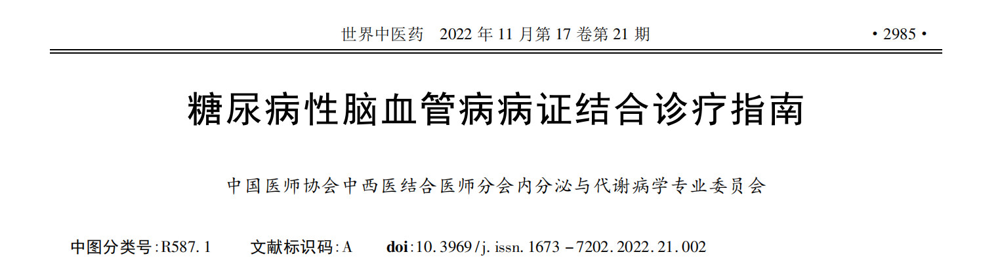 世界中医药 2022 年 11 月第 17 卷第 21 期 ·2985·
糖尿病性脑血管病病证结合诊疗指南
中国医师协会中西医结合医师分会内分泌与代谢病学专业委员会
中图分类号:R587.1 文献标识码:A doi:10.3969/j.issn.1673-7202.2022.21.002